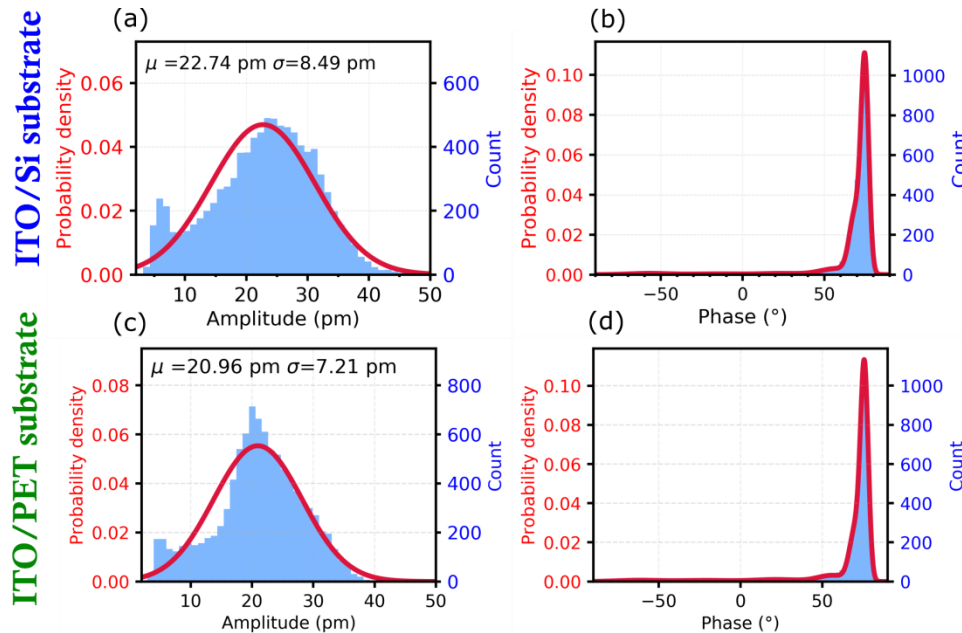 ITO/Si substrate
(a)
μ =22.74 pm σ=8.49 pm
Probability density
0.06
0.04
0.02
0.00
600
400
200
0
Count
10 20 30 40 50
Amplitude (pm)
(b)
Probability density
0.10
0.08
0.06
0.04
0.02
0.00
1000
800
600
400
200
0
Count
−50 0 50
Phase (°)
ITO/PET substrate
(c)
μ =20.96 pm σ=7.21 pm
Probability density
0.08
0.06
0.04
0.02
0.00
800
600
400
200
0
Count
10 20 30 40 50
Amplitude (pm)
(d)
Probability density
0.10
0.08
0.06
0.04
0.02
0.00
1000
800
600
400
200
0
Count
−50 0 50
Phase (°)